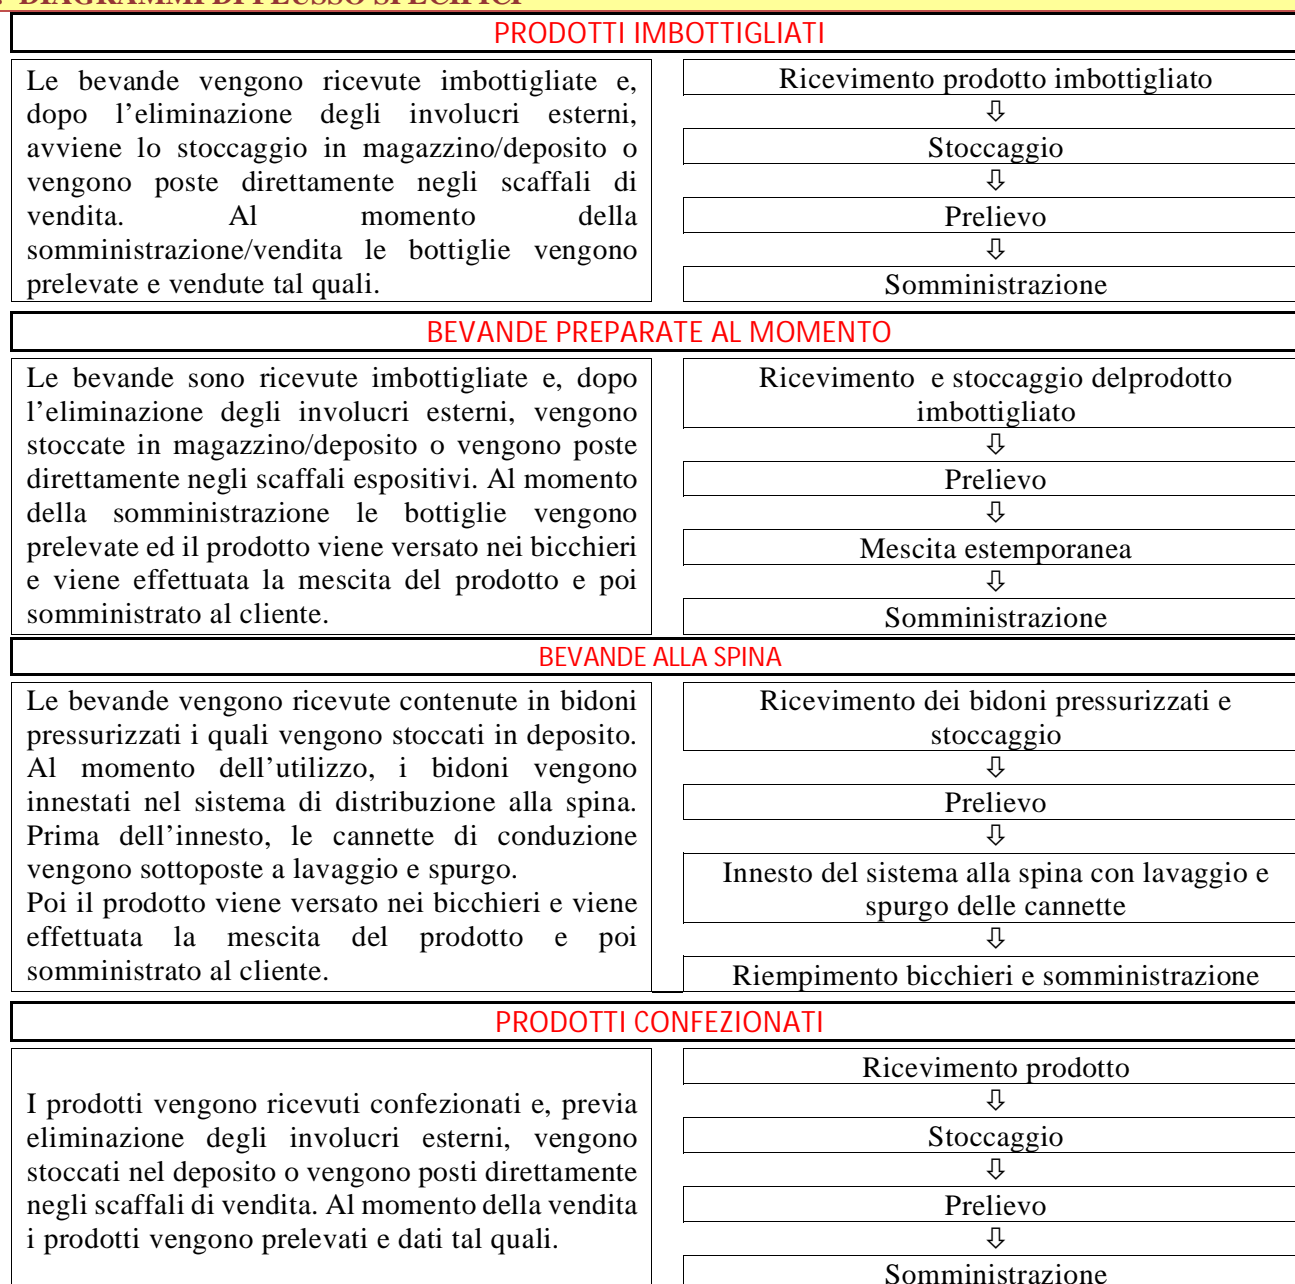 DIAGRAMMI DI FLUSSO SPECIFICI
PRODOTTI IMBOTTIGLIATI
Le bevande vengono ricevute imbottigliate e,
dopo l’eliminazione degli involucri esterni,
avviene lo stoccaggio in magazzino/deposito o
vengono poste direttamente negli scaffali di
vendita. Al momento della
somministrazione/vendita le bottiglie vengono
prelevate e vendute tal quali.
Ricevimento prodotto imbottigliato
⇩
Stoccaggio
⇩
Prelievo
⇩
Somministrazione
BEVANDE PREPARATE AL MOMENTO
Le bevande sono ricevute imbottigliate e, dopo
l’eliminazione degli involucri esterni, vengono
stoccate in magazzino/deposito o vengono poste
direttamente negli scaffali espositivi. Al momento
della somministrazione le bottiglie vengono
prelevate ed il prodotto viene versato nei bicchieri
e viene effettuata la mescita del prodotto e poi
somministrato al cliente.
Ricevimento e stoccaggio delprodotto
imbottigliato
⇩
Prelievo
⇩
Mescita estemporanea
⇩
Somministrazione
BEVANDE ALLA SPINA
Le bevande vengono ricevute contenute in bidoni
pressurizzati i quali vengono stoccati in deposito.
Al momento dell’utilizzo, i bidoni vengono
innestati nel sistema di distribuzione alla spina.
Prima dell’innesto, le cannette di conduzione
vengono sottoposte a lavaggio e spurgo.
Poi il prodotto viene versato nei bicchieri e viene
effettuata la mescita del prodotto e poi
somministrato al cliente.
Ricevimento dei bidoni pressurizzati e
stoccaggio
⇩
Prelievo
⇩
Innesto del sistema alla spina con lavaggio e
spurgo delle cannette
⇩
Riempimento bicchieri e somministrazione
PRODOTTI CONFEZIONATI
I prodotti vengono ricevuti confezionati e, previa
eliminazione degli involucri esterni, vengono
stoccati nel deposito o vengono posti direttamente
negli scaffali di vendita. Al momento della vendita
i prodotti vengono prelevati e dati tal quali.
Ricevimento prodotto
⇩
Stoccaggio
⇩
Prelievo
⇩
Somministrazione